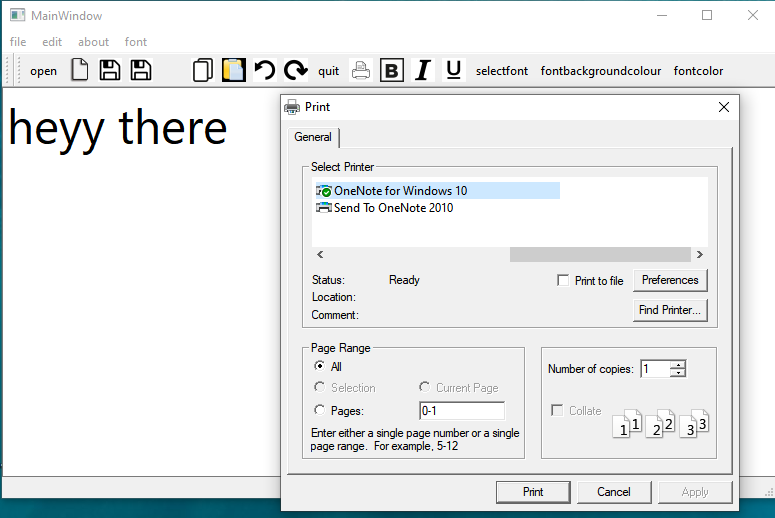 MainWindow
file edit about font
open quit B I U selectfont fontbackgroundcolour fontcolor
heyy there
Print
General
Select Printer
OneNote for Windows 10
Send To OneNote 2010
Status: Ready Print to file Preferences
Location:
Comment: Find Printer...
Page Range
All Number of copies: 1
Selection Current Page
Pages: 0-1 Collate 1 1 2 2 3 3
Enter either a single page number or a single
page range. For example, 5-12
Print Cancel Apply